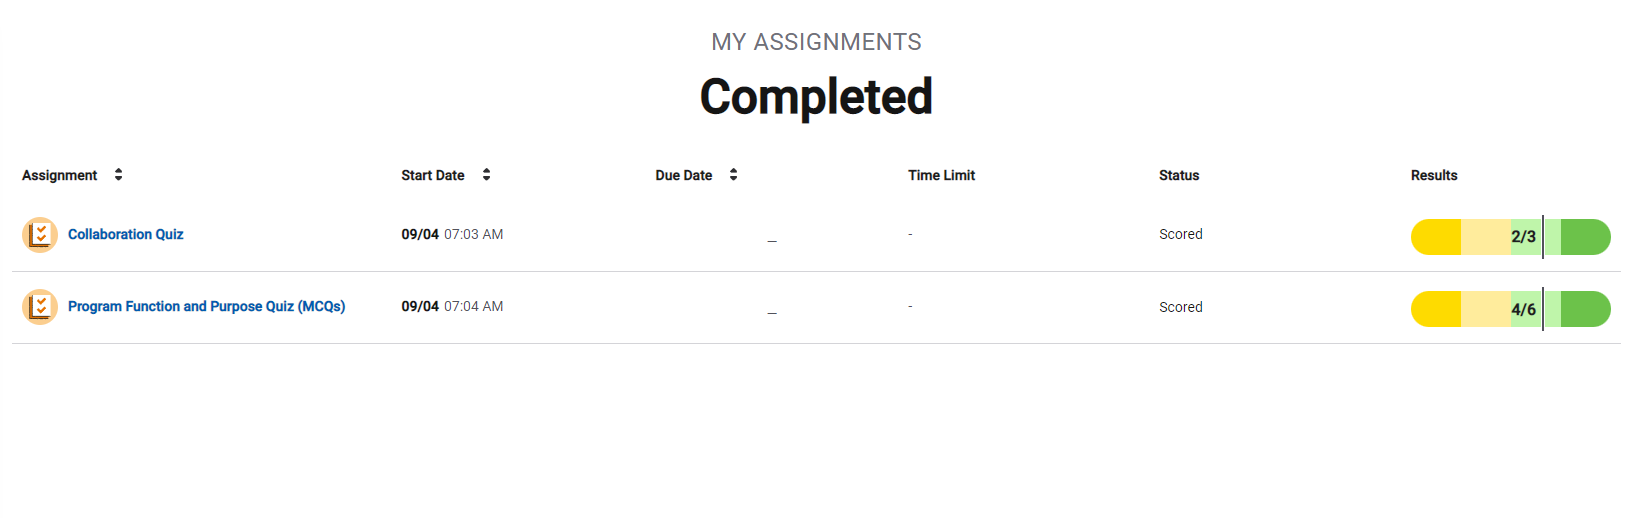 MY ASSIGNMENTS
Completed
Assignment Start Date Due Date Time Limit Status Results
Collaboration Quiz 09/04 07:03 AM _ - Scored 2/3
Program Function and Purpose Quiz (MCQs) 09/04 07:04 AM _ - Scored 4/6